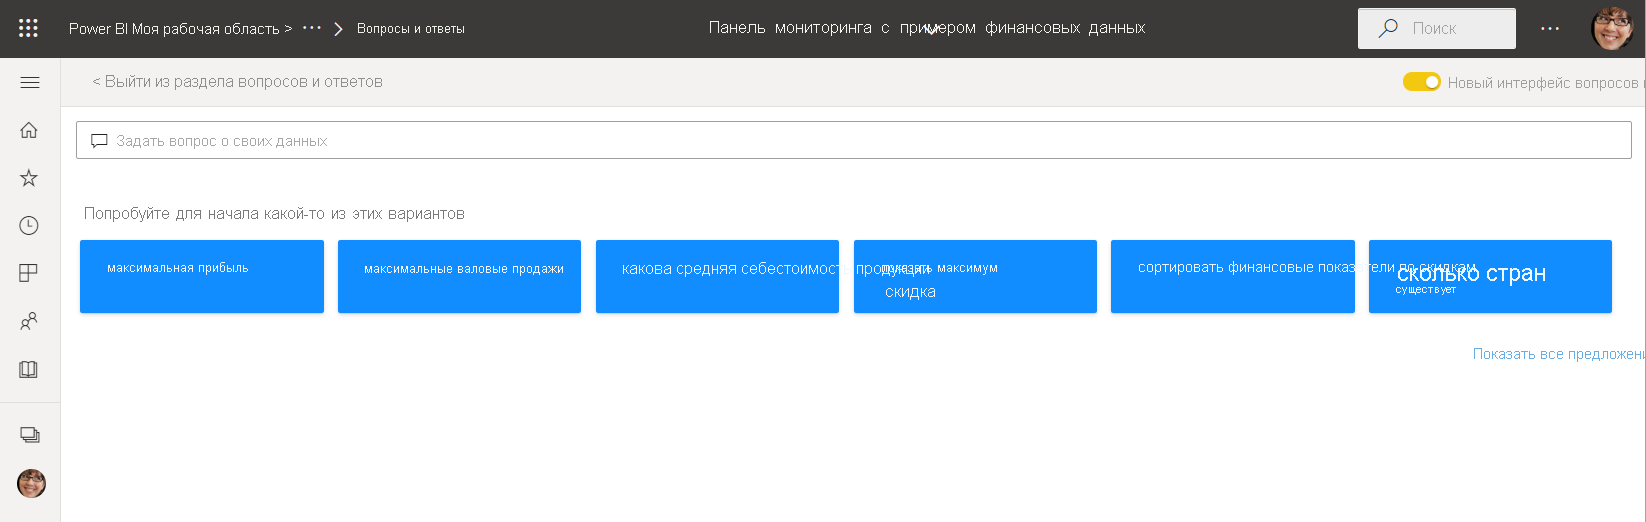 Power BI Моя рабочая область > ··· > Вопросы и ответы
Панель мониторинга с примером финансовых данных
Поиск
···
< Выйти из раздела вопросов и ответов
Новый интерфейс вопросов
Задать вопрос о своих данных
Попробуйте для начала какой-то из этих вариантов
максимальная прибыль
максимальные валовые продажи
какова средняя себестоимость продукции
показать максимум
скидка
сортировать финансовые показатели по скидкам
сколько стран
существует
Показать все предложен